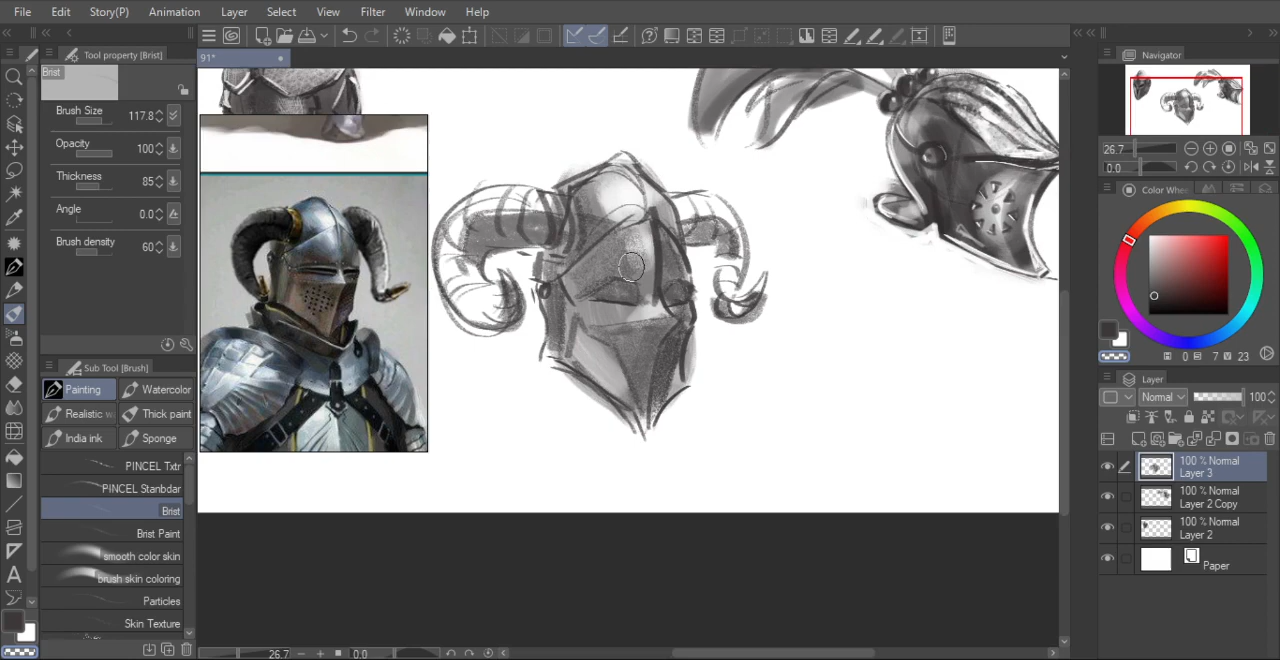 File Edit Story(P) Animation Layer Select View Filter Window Help
91*
Tool property [Brist]
Brist
Brush Size 117.8
Opacity 100
Thickness 85
Angle 0.0
Brush density 60
Sub Tool [Brush]
Painting Watercolor
Realistic w Thick paint
India ink Sponge
PINCEL Txtr
PINCEL Stanbdar
Brist
Brist Paint
smooth color skin
brush skin coloring
Particles
Skin Texture
26.7 0.0
Navigator
26.7
0.0
Color Whe
0 7 23
Layer
Normal 100
100 % Normal
Layer 3
100 % Normal
Layer 2 Copy
100 % Normal
Layer 2
Paper